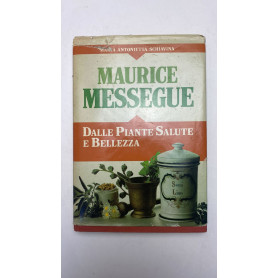 MAURICE
MESSEGUE
DALLE PIANTE SALUTE
E BELLEZZA